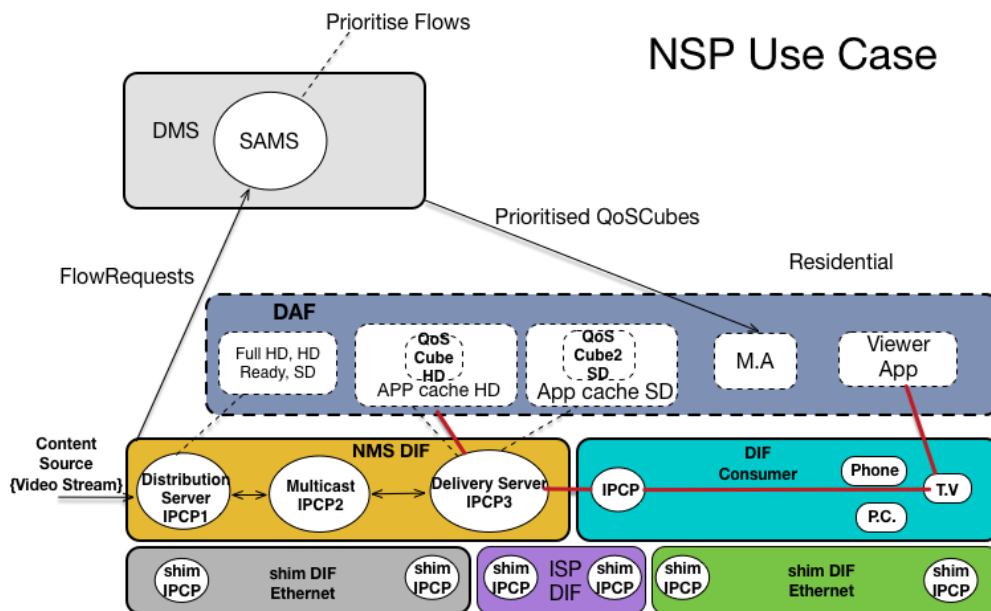 Prioritise Flows
NSP Use Case
DMS
SAMS
Prioritised QoSCubes
FlowRequests
Residential
DAF
Full HD, HD
Ready, SD
QoS
Cube
HD
APP cache HD
QoS
Cube2
SD
App cache SD
M.A
Viewer
App
Content
Source
{Video Stream}
NMS DIF
Distribution
Server
IPCP1
Multicast
IPCP2
Delivery Server
IPCP3
DIF
Consumer
IPCP
Phone
T.V
P.C.
shim
IPCP
shim DIF
Ethernet
shim
IPCP
shim
IPCP
ISP
DIF
shim
IPCP
shim
IPCP
shim DIF
Ethernet
shim
IPCP